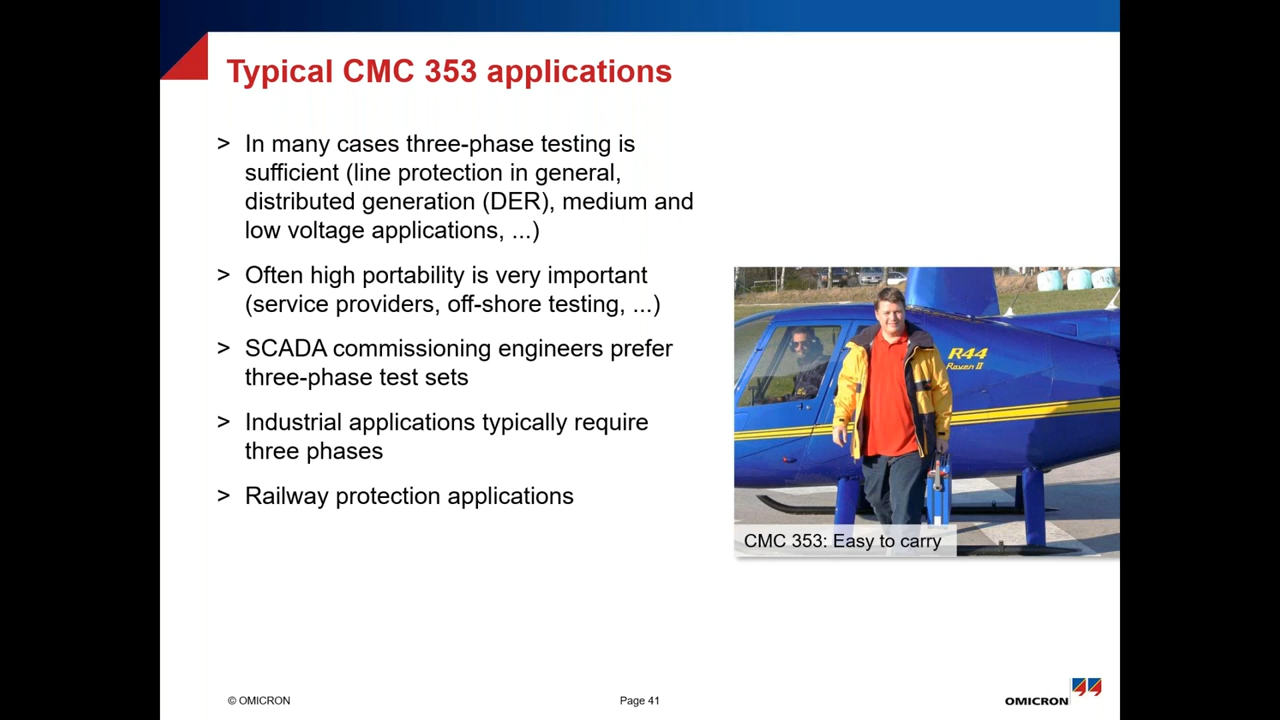 Typical CMC 353 applications
> In many cases three-phase testing is
sufficient (line protection in general,
distributed generation (DER), medium and
low voltage applications, ...)
> Often high portability is very important
(service providers, off-shore testing, ...)
> SCADA commissioning engineers prefer
three-phase test sets
> Industrial applications typically require
three phases
> Railway protection applications
R44
Raven II
CMC 353: Easy to carry
© OMICRON
Page 41
OMICRON